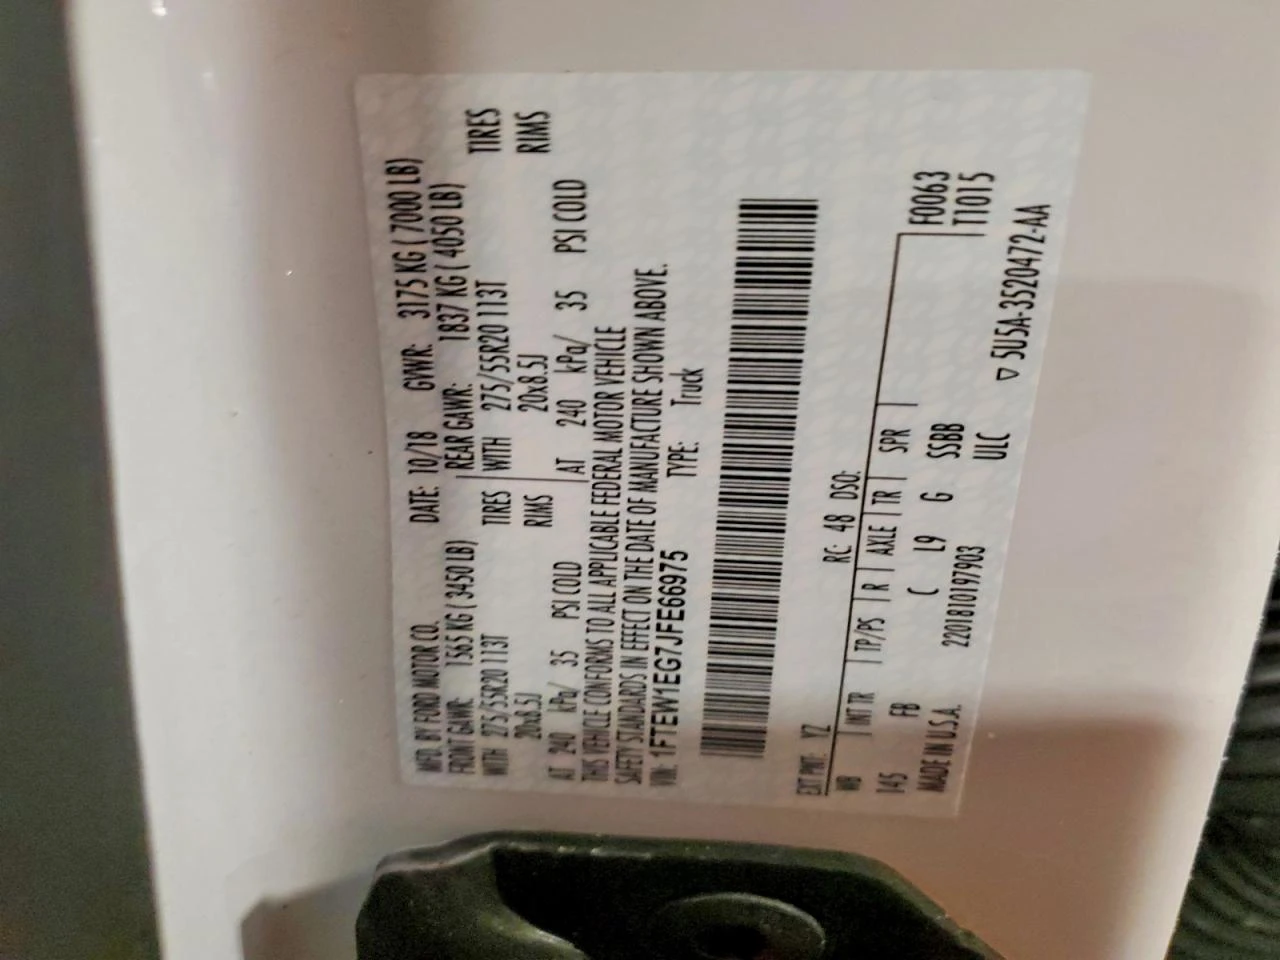 MFD. BY FORD MOTOR CO. DATE: 10/18 GVWR: 3175 KG ( 7000 LB)
FRONT GAWR: 1565 KG ( 3450 LB) REAR GAWR: 1837 KG ( 4050 LB)
WITH 275/55R20 113T TIRES WITH 275/55R20 113T TIRES
20x8.5J RIMS 20x8.5J RIMS
AT 240 kPa/ 35 PSI COLD AT 240 kPa/ 35 PSI COLD
THIS VEHICLE CONFORMS TO ALL APPLICABLE FEDERAL MOTOR VEHICLE
SAFETY STANDARDS IN EFFECT ON THE DATE OF MANUFACTURE SHOWN ABOVE.
VIN: 1FTEW1EG7JFE66975 TYPE: Truck
EXT PNT: YZ RC: 48 DSO:
WB INT TR TP/PS R AXLE TR SPR F0063
145 FB C L9 G SSBB T1015
MADE IN U.S.A. 2201810197903 ULC
▽ 5U5A-3520472-AA